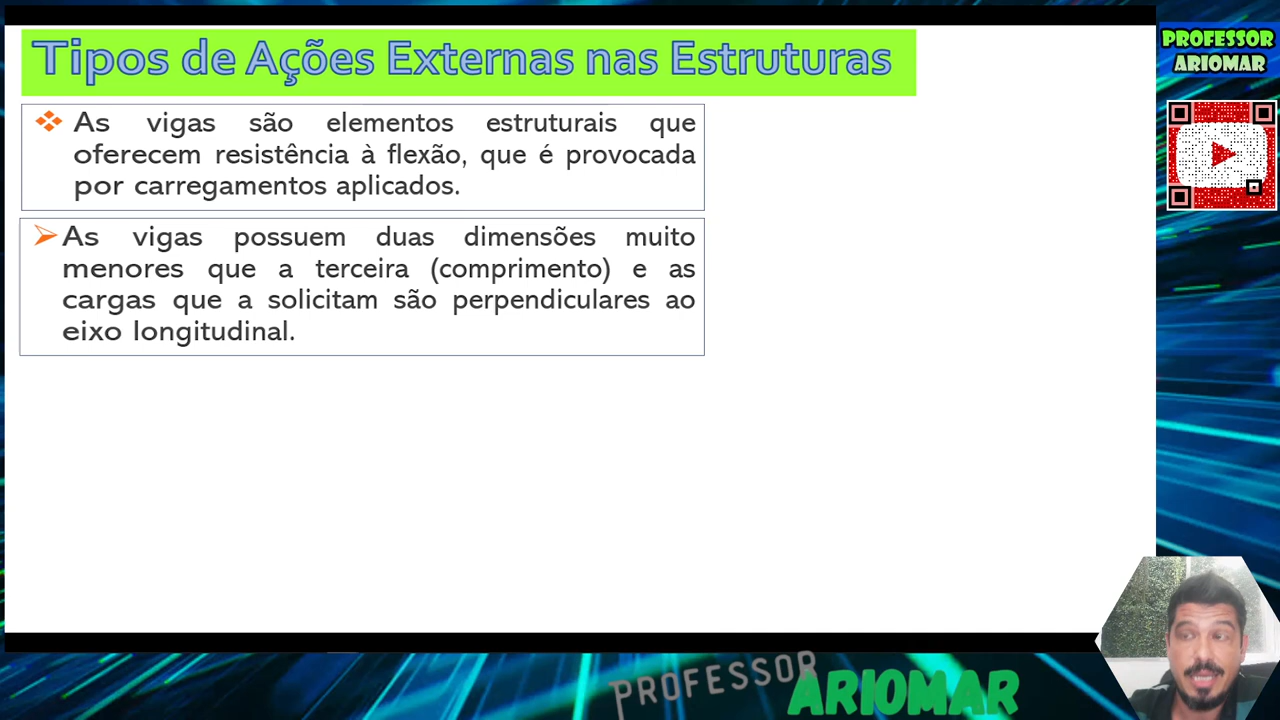 Tipos de Ações Externas nas Estruturas
As vigas são elementos estruturais que
oferecem resistência à flexão, que é provocada
por carregamentos aplicados.
As vigas possuem duas dimensões muito
menores que a terceira (comprimento) e as
cargas que a solicitam são perpendiculares ao
eixo longitudinal.
PROFESSOR
ARIOMAR
PROFESSOR
ARIOMAR